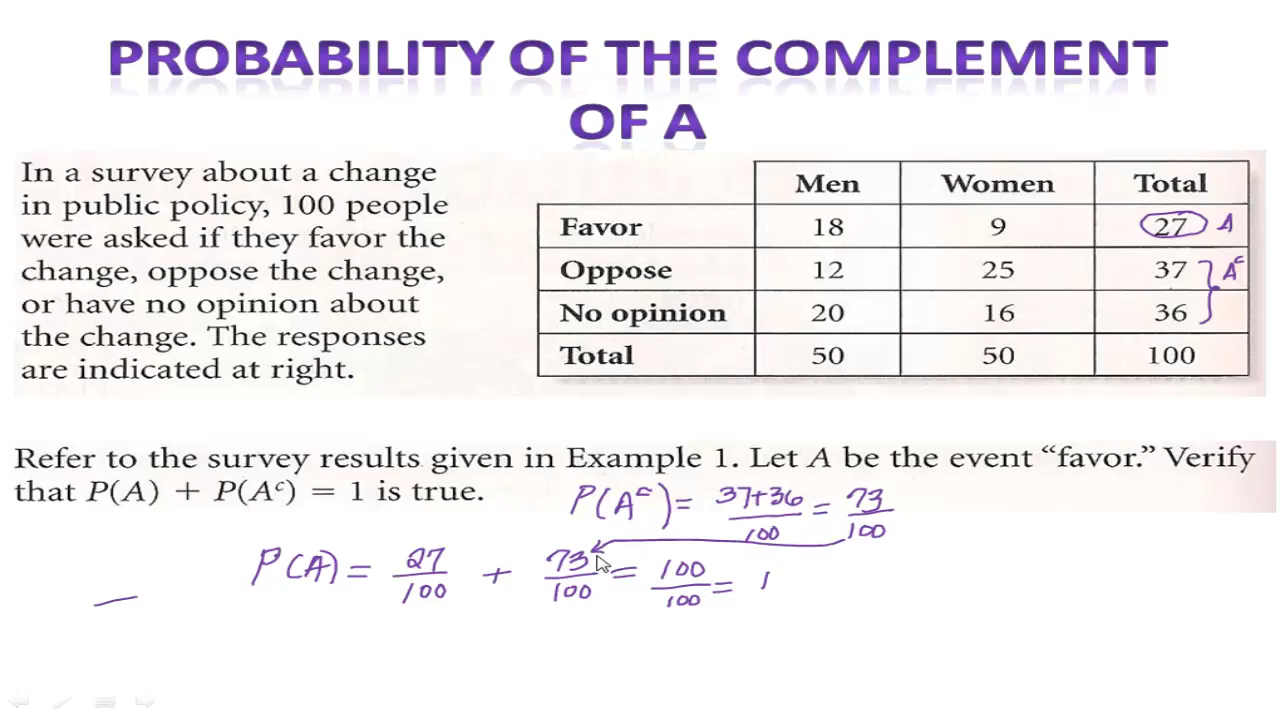 PROBABILITY OF THE COMPLEMENT
OF A
In a survey about a change
in public policy, 100 people
were asked if they favor the
change, oppose the change,
or have no opinion about
the change. The responses
are indicated at right.
Men Women Total
Favor 18 9 27 A
Oppose 12 25 37 Aᶜ
No opinion 20 16 36
Total 50 50 100
Refer to the survey results given in Example 1. Let A be the event “favor.” Verify
that P(A) + P(Aᶜ) = 1 is true.
P(Aᶜ) = 37+36/100 = 73/100
P(A) = 27/100 + 73/100 = 100/100 = 1